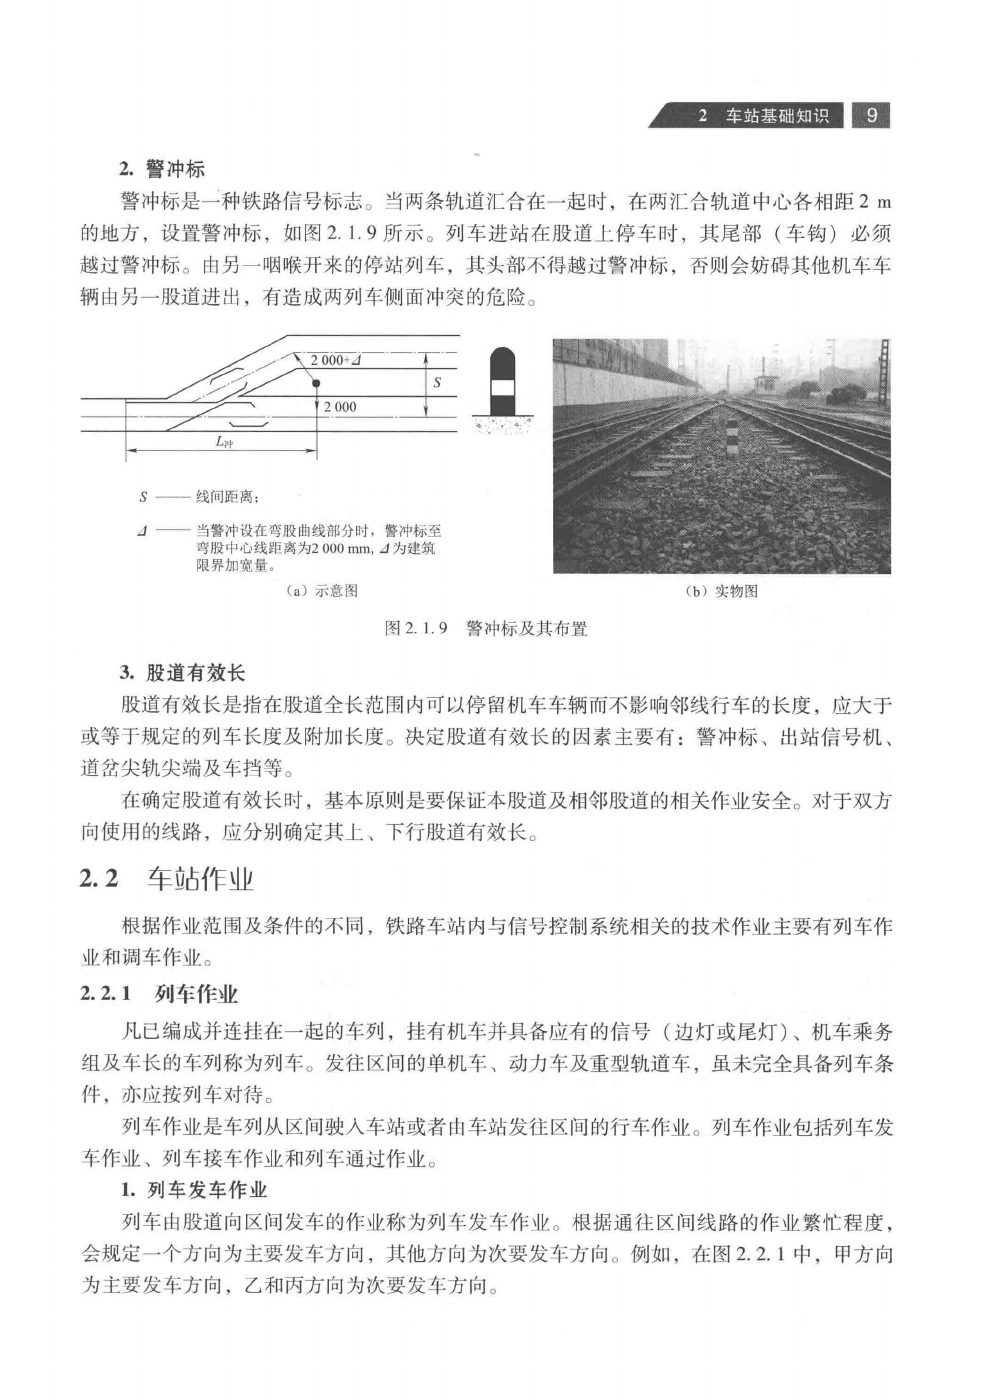 2 车站基础知识 9
2. 警冲标
警冲标是一种铁路信号标志。当两条轨道汇合在一起时，在两汇合轨道中心各相距 2 m
的地方，设置警冲标，如图 2. 1. 9 所示。列车进站在股道上停车时，其尾部（车钩）必须
越过警冲标。由另一咽喉开来的停站列车，其头部不得越过警冲标，否则会妨碍其他机车车
辆由另一股道进出，有造成两列车侧面冲突的危险。
2 000+Δ
S
2 000
L冲
S —— 线间距离；
Δ —— 当警冲设在弯股曲线部分时，警冲标至
弯股中心线距离为2 000 mm, Δ为建筑
限界加宽量。
（a）示意图
（b）实物图
图 2. 1. 9 警冲标及其布置
3. 股道有效长
股道有效长是指在股道全长范围内可以停留机车车辆而不影响邻线行车的长度，应大于
或等于规定的列车长度及附加长度。决定股道有效长的因素主要有：警冲标、出站信号机、
道岔尖轨尖端及车挡等。
在确定股道有效长时，基本原则是要保证本股道及相邻股道的相关作业安全。对于双方
向使用的线路，应分别确定其上、下行股道有效长。
2. 2 车站作业
根据作业范围及条件的不同，铁路车站内与信号控制系统相关的技术作业主要有列车作
业和调车作业。
2. 2. 1 列车作业
凡已编成并连挂在一起的车列，挂有机车并具备应有的信号（边灯或尾灯）、机车乘务
组及车长的车列称为列车。发往区间的单机车、动力车及重型轨道车，虽未完全具备列车条
件，亦应按列车对待。
列车作业是车列从区间驶入车站或者由车站发往区间的行车作业。列车作业包括列车发
车作业、列车接车作业和列车通过作业。
1. 列车发车作业
列车由股道向区间发车的作业称为列车发车作业。根据通往区间线路的作业繁忙程度，
会规定一个方向为主要发车方向，其他方向为次要发车方向。例如，在图 2. 2. 1 中，甲方向
为主要发车方向，乙和丙方向为次要发车方向。